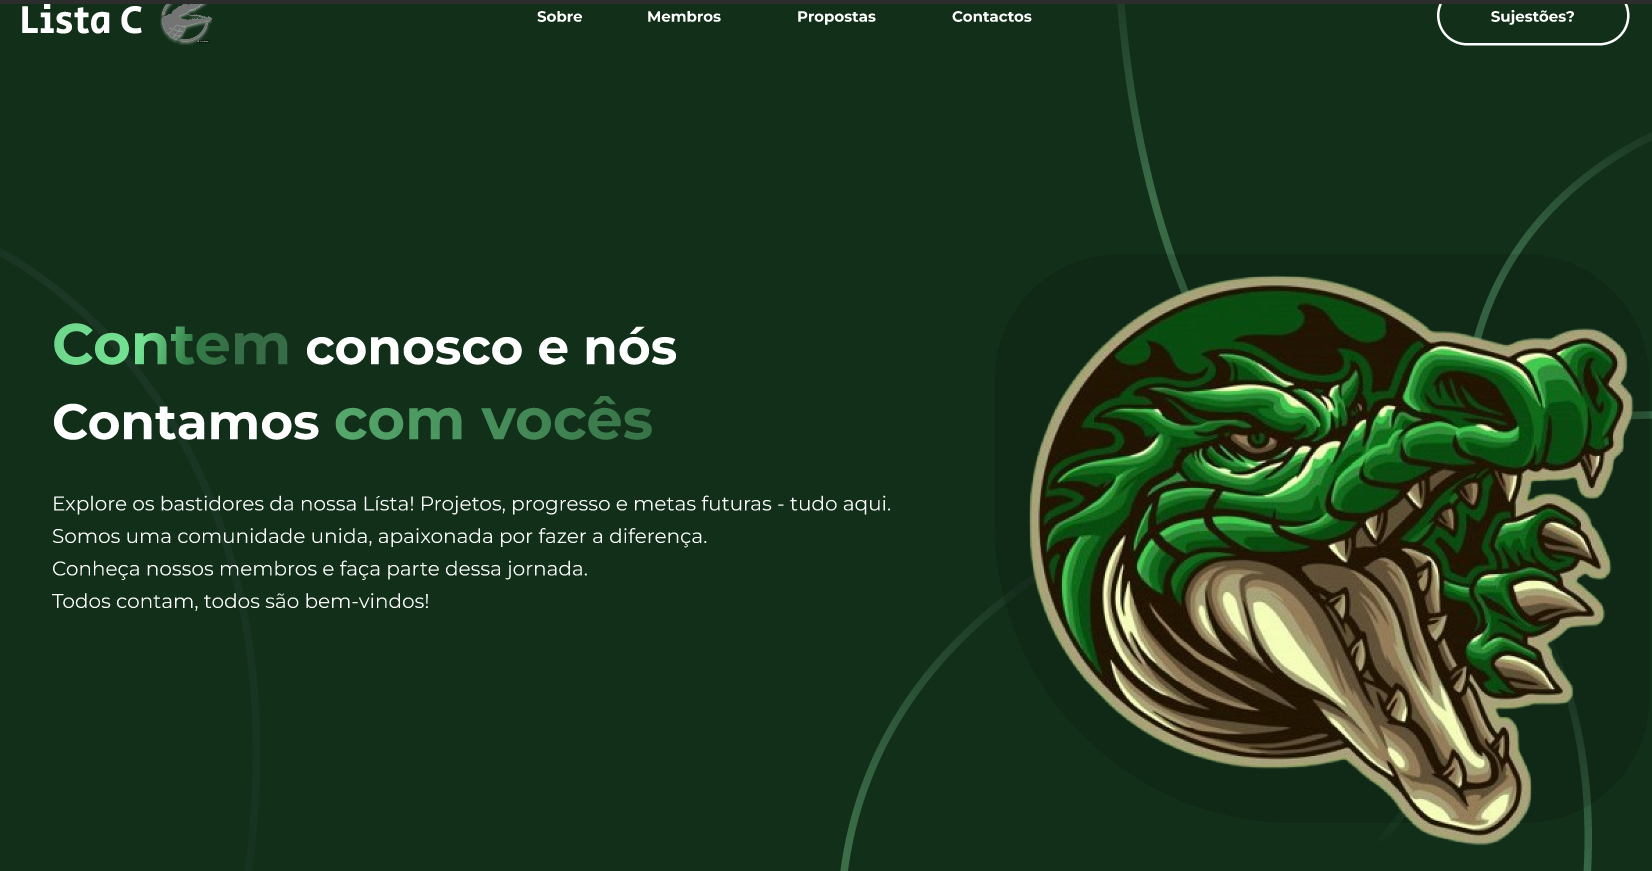 Lista C
Sobre
Membros
Propostas
Contactos
Sujestões?
Contem conosco e nós
Contamos com vocês
Explore os bastidores da nossa Lísta! Projetos, progresso e metas futuras - tudo aqui.
Somos uma comunidade unida, apaixonada por fazer a diferença.
Conheça nossos membros e faça parte dessa jornada.
Todos contam, todos são bem-vindos!